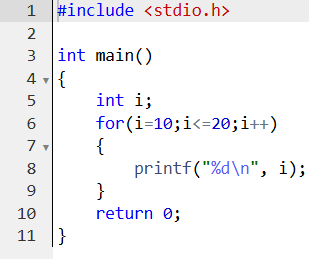 1 #include <stdio.h>
2
3 int main()
4 {
5     int i;
6     for(i=10;i<=20;i++)
7     {
8         printf("%d\n", i);
9     }
10     return 0;
11 }